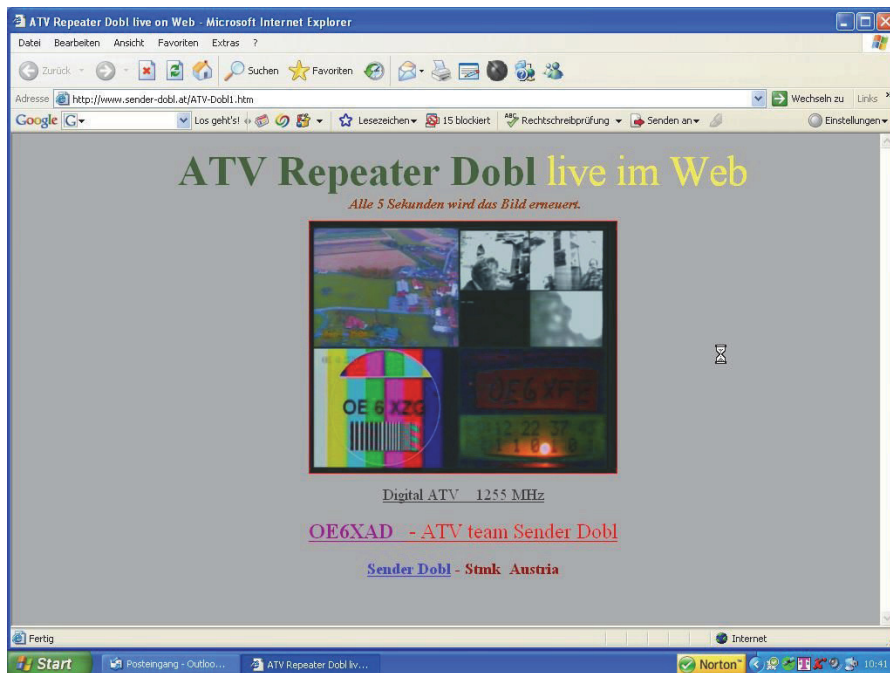 ATV Repeater Dobl live on Web - Microsoft Internet Explorer
Datei Bearbeiten Ansicht Favoriten Extras ?
Zurück Suchen Favoriten
Adresse http://www.sender-dobl.at/ATV-Dobl1.htm Wechseln zu Links »
Google G Los geht's! Lesezeichen 15 blockiert ABC Rechtschreibprüfung Senden an Einstellungen
ATV Repeater Dobl live im Web
Alle 5 Sekunden wird das Bild erneuert.
OE 6 XZG
OE6 XFE
Digital ATV 1255 MHz
OE6XAD - ATV team Sender Dobl
Sender Dobl - Stmk Austria
Fertig Internet
Start Posteingang - Outloo... ATV Repeater Dobl liv... Norton™ T 10:41